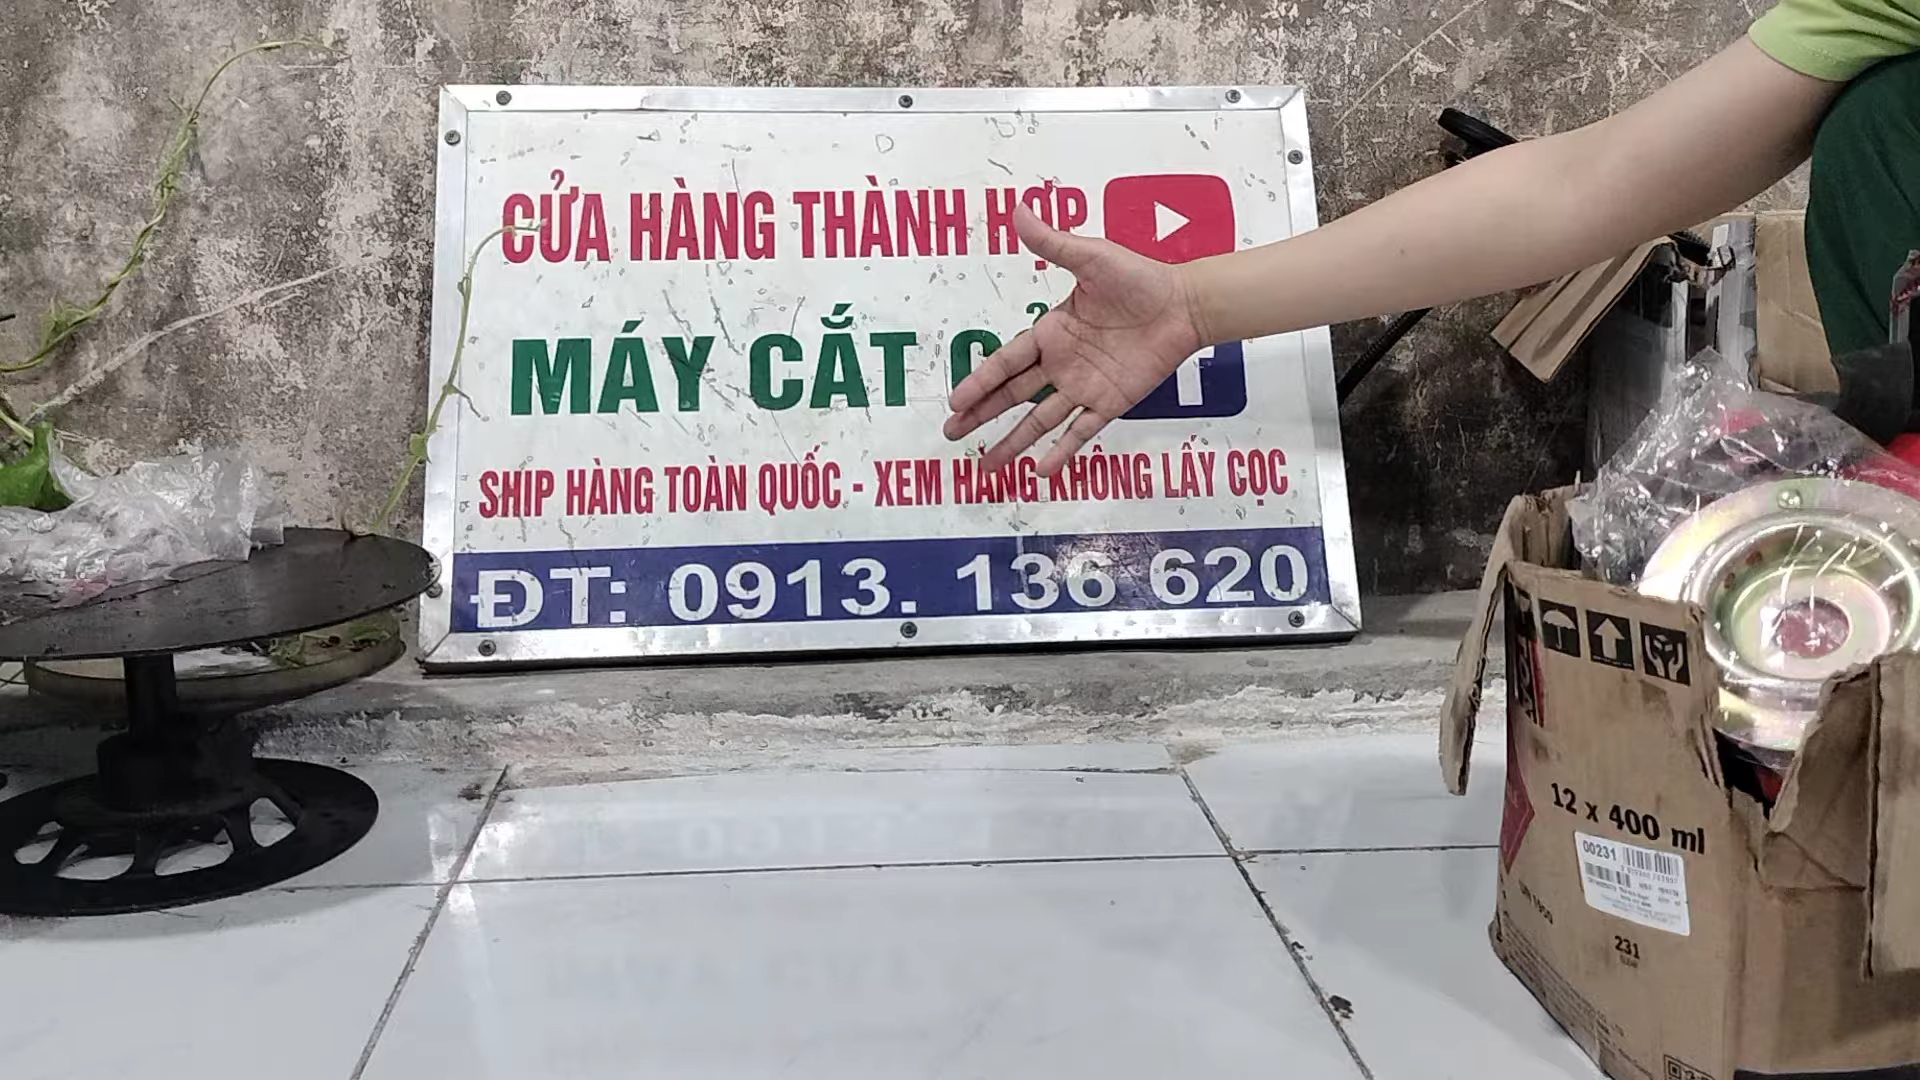 CỬA HÀNG THÀNH HỢP
MÁY CẮT
SHIP HÀNG TOÀN QUỐC - XEM HÀNG KHÔNG LẤY CỌC
ĐT: 0913. 136 620
12 x 400 ml
00231
231